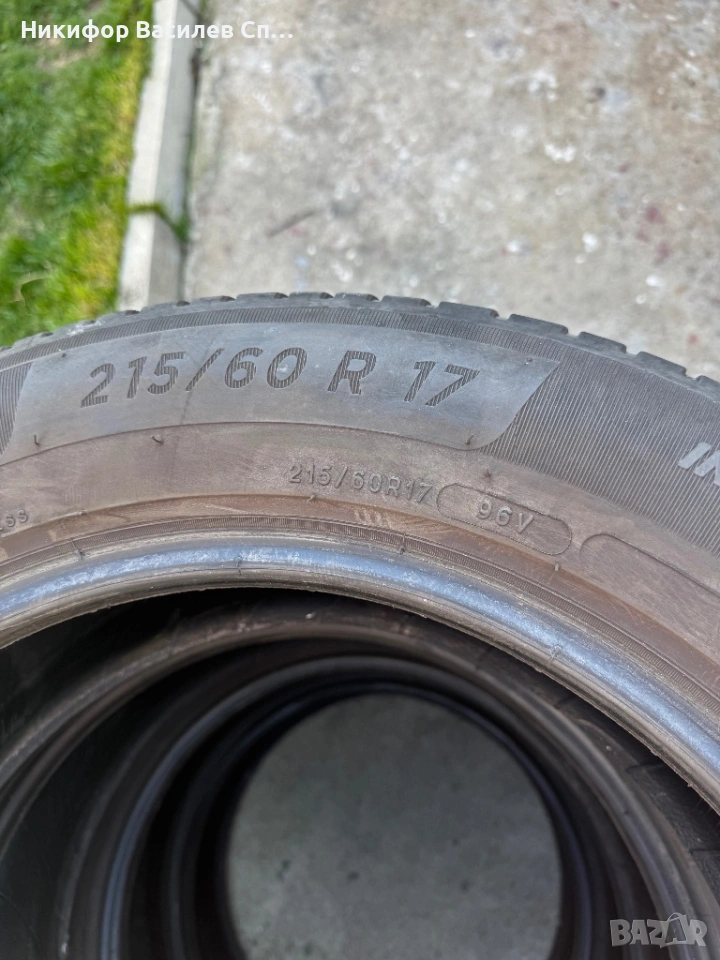 Никифор Василев Сп...
215/60 R 17
215/60R17 96V
BAZAR